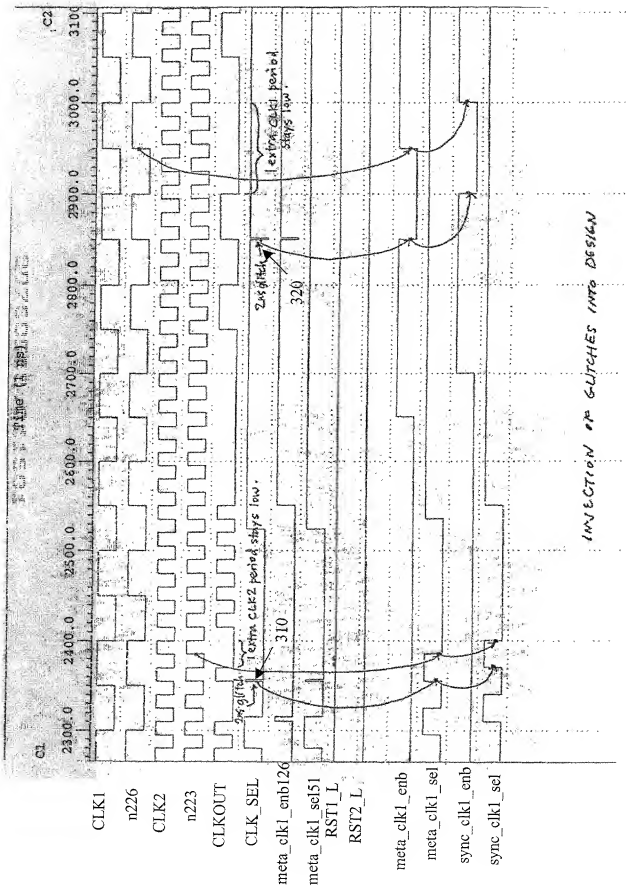 C1
C2
2300.0
2400.0
2500.0
2600.0
2700.0
2800.0
2900.0
3000.0
3100
CLK1
n226
CLK2
n223
CLKOUT
CLK_SEL
meta_clk1_enb126
meta_clk1_sel51
RST1_L
RST2_L
meta_clk1_enb
meta_clk1_sel
sync_clk1_enb
sync_clk1_sel
2ns glitch
310
1 extra CLK2 period stays low.
2ns glitch
320
1 extra CLK1 period
stays low.
INJECTION OF GLITCHES INTO DESIGN